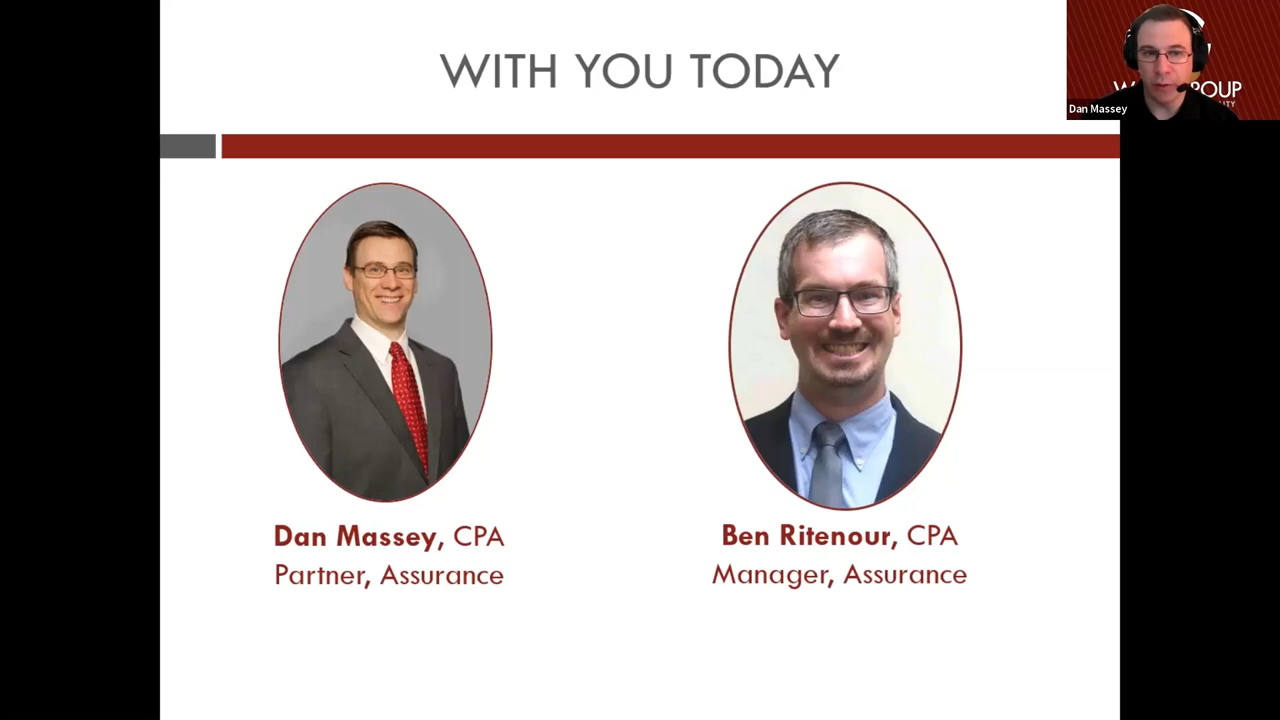 WITH YOU TODAY
Dan Massey
Dan Massey, CPA
Partner, Assurance
Ben Ritenour, CPA
Manager, Assurance